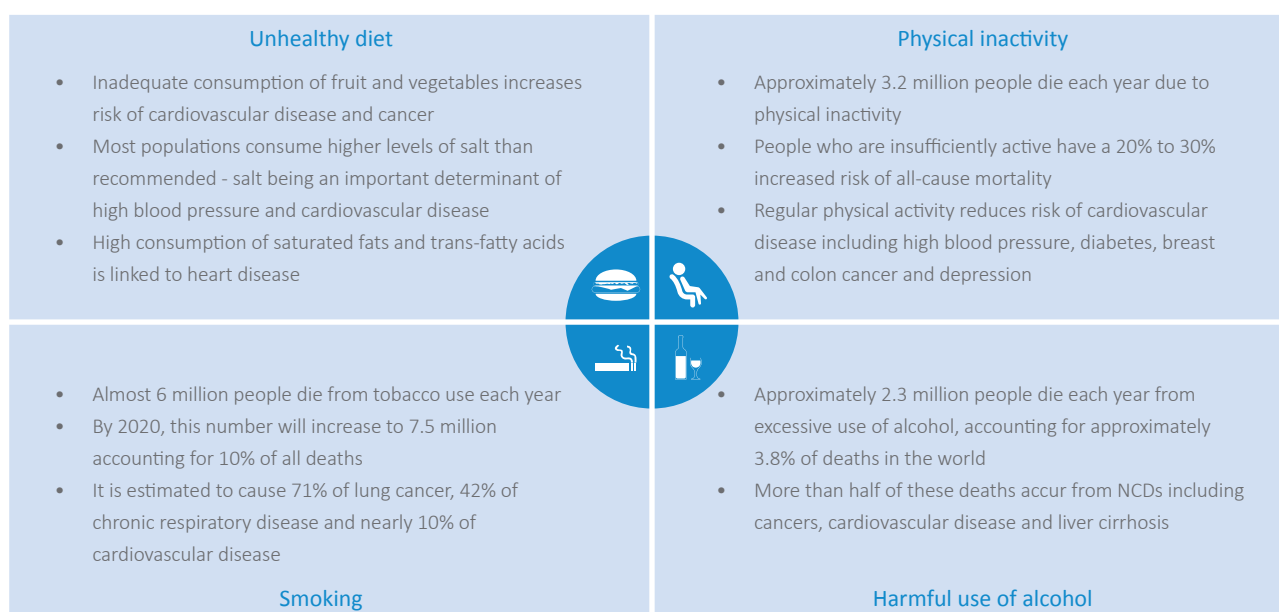 Unhealthy diet
• Inadequate consumption of fruit and vegetables increases
risk of cardiovascular disease and cancer
• Most populations consume higher levels of salt than
recommended - salt being an important determinant of
high blood pressure and cardiovascular disease
• High consumption of saturated fats and trans-fatty acids
is linked to heart disease
Physical inactivity
• Approximately 3.2 million people die each year due to
physical inactivity
• People who are insufficiently active have a 20% to 30%
increased risk of all-cause mortality
• Regular physical activity reduces risk of cardiovascular
disease including high blood pressure, diabetes, breast
and colon cancer and depression
• Almost 6 million people die from tobacco use each year
• By 2020, this number will increase to 7.5 million
accounting for 10% of all deaths
• It is estimated to cause 71% of lung cancer, 42% of
chronic respiratory disease and nearly 10% of
cardiovascular disease
Smoking
• Approximately 2.3 million people die each year from
excessive use of alcohol, accounting for approximately
3.8% of deaths in the world
• More than half of these deaths accur from NCDs including
cancers, cardiovascular disease and liver cirrhosis
Harmful use of alcohol